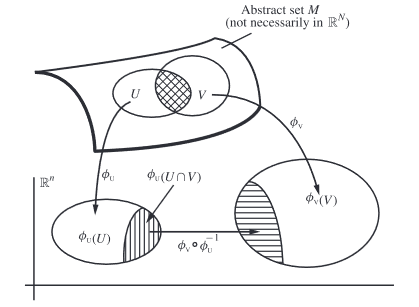 Abstract set M
(not necessarily in ℝᴺ)
U
V
ϕᵥ
ϕᵤ
ℝⁿ
ϕᵤ(U∩V)
ϕᵥ(V)
ϕᵤ(U)
ϕᵥ∘ϕᵤ⁻¹